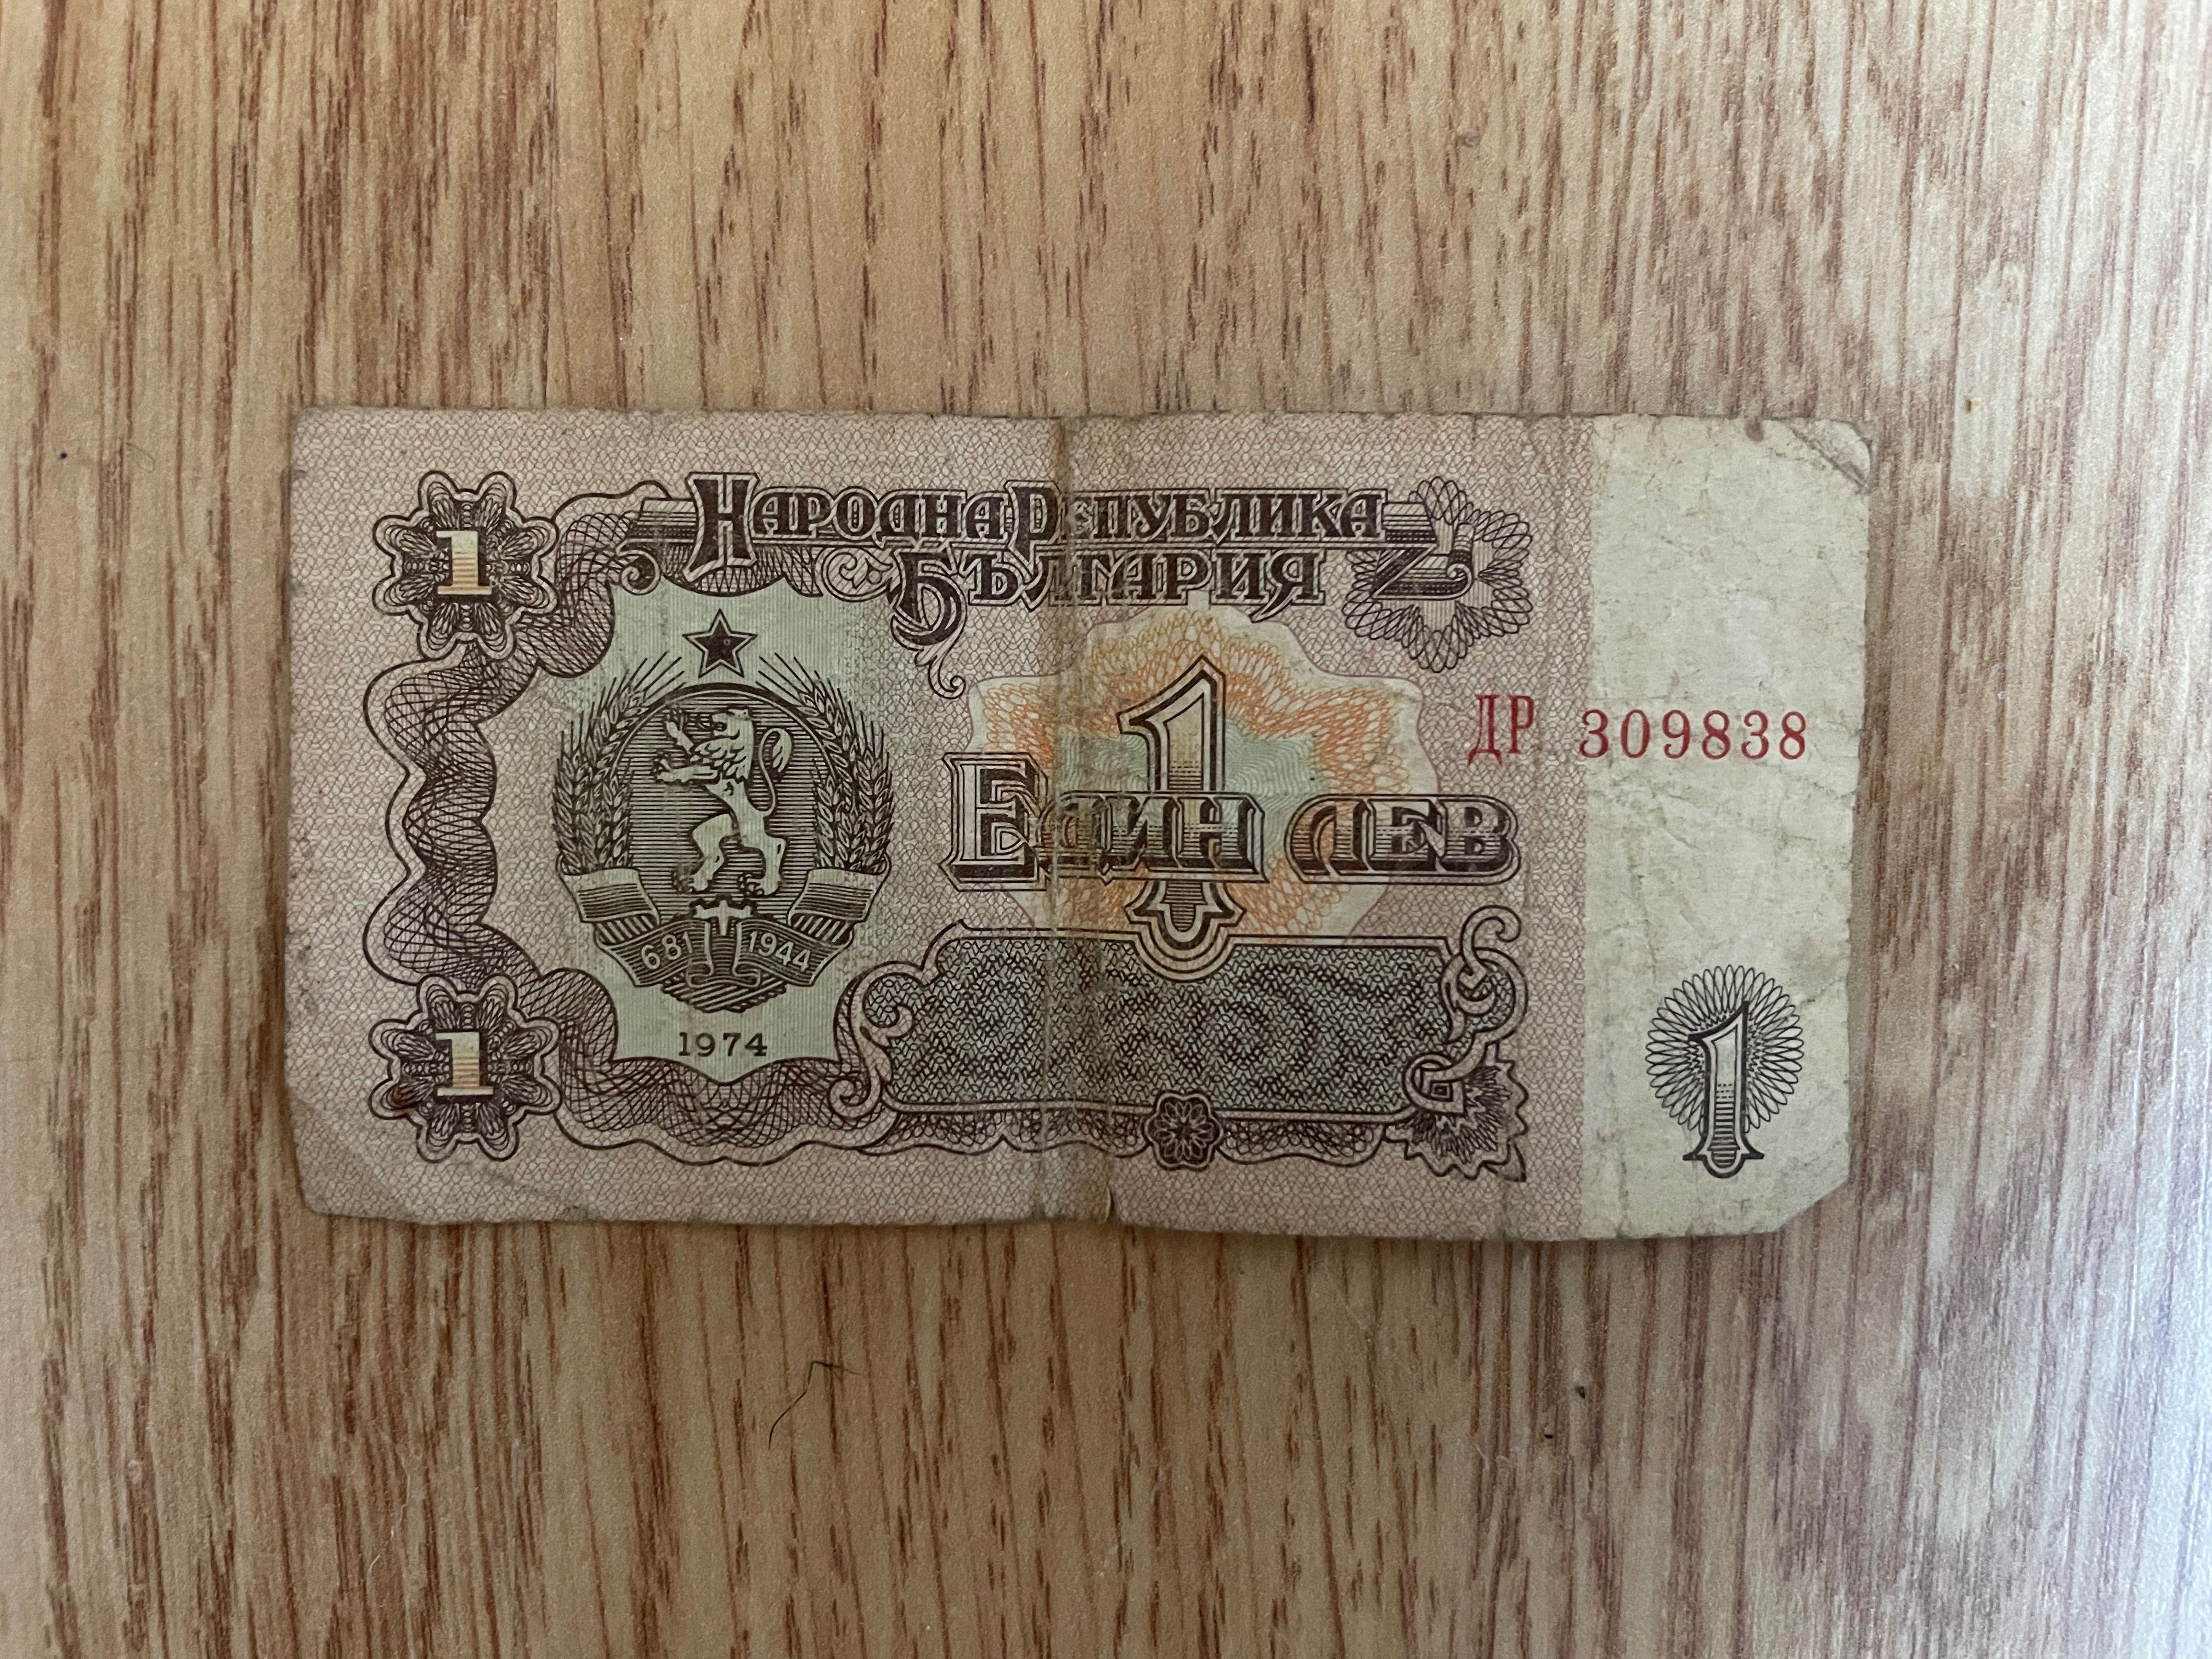 1
НАРОДНА РЕПУБЛИКА
БЪЛГАРИЯ
1
ДР 309838
ЕДИН ЛЕВ
681 1944
1974
1
1